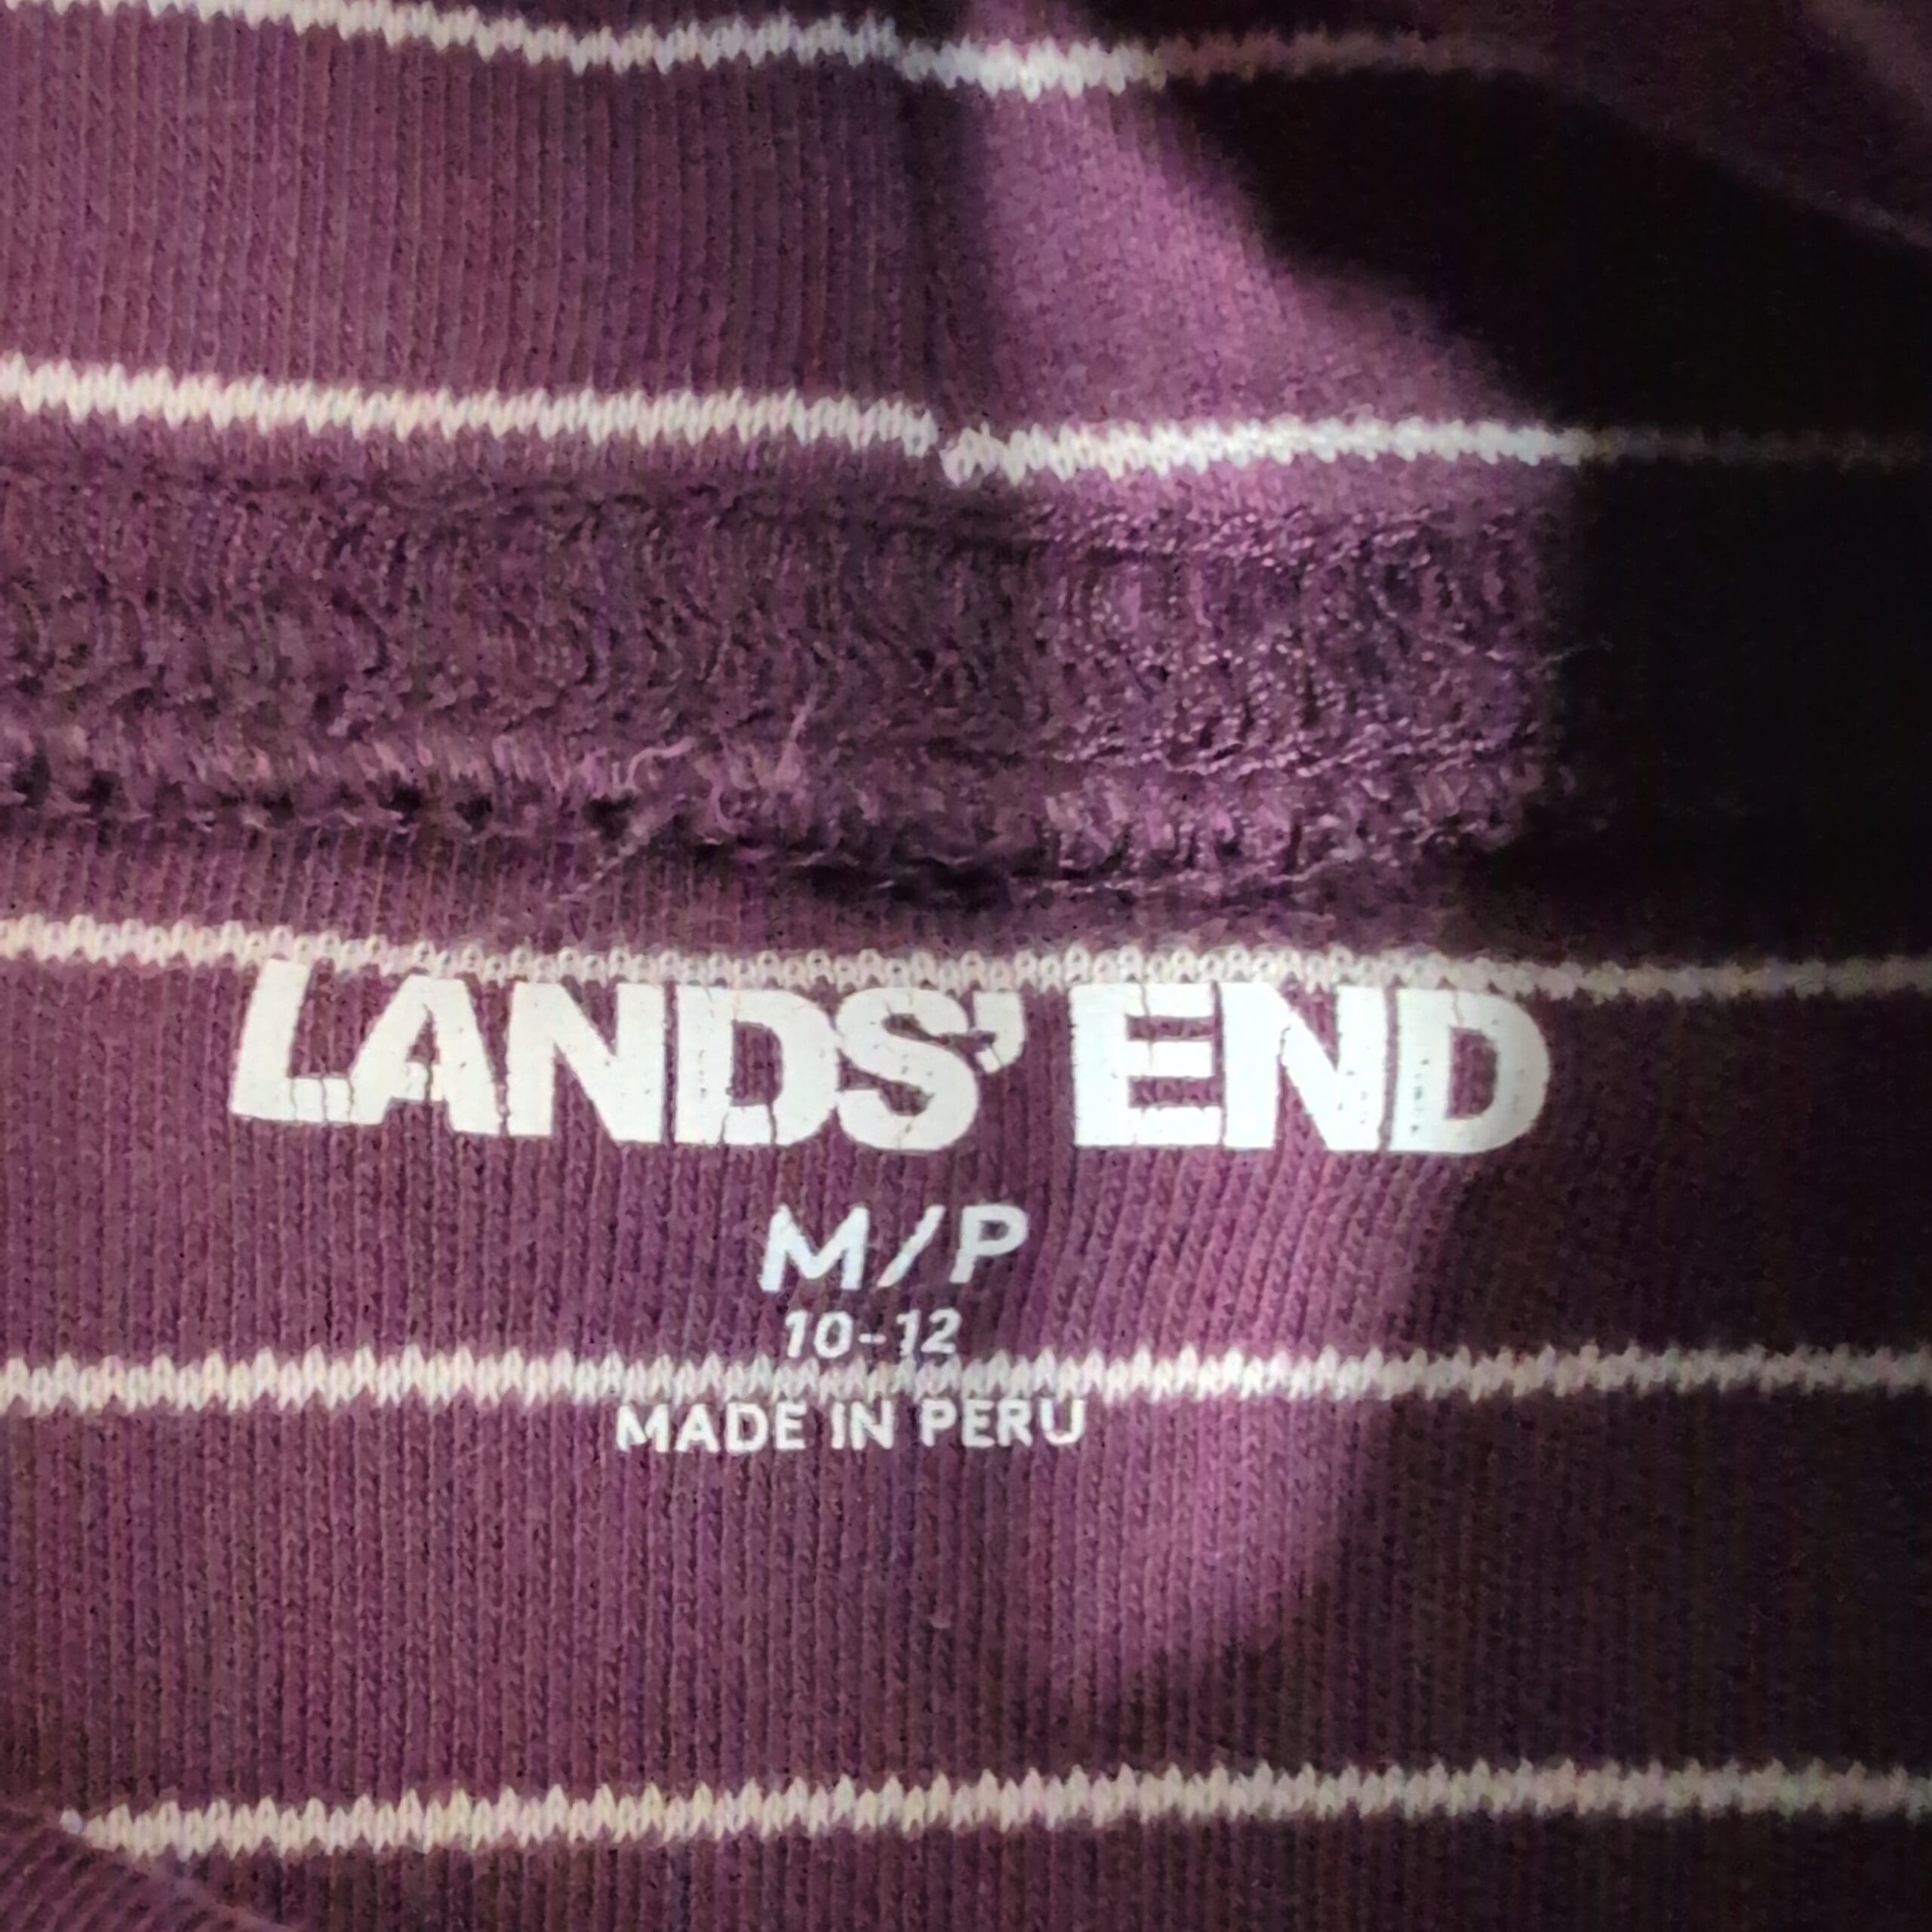 LANDS' END
M/P
10-12
MADE IN PERU